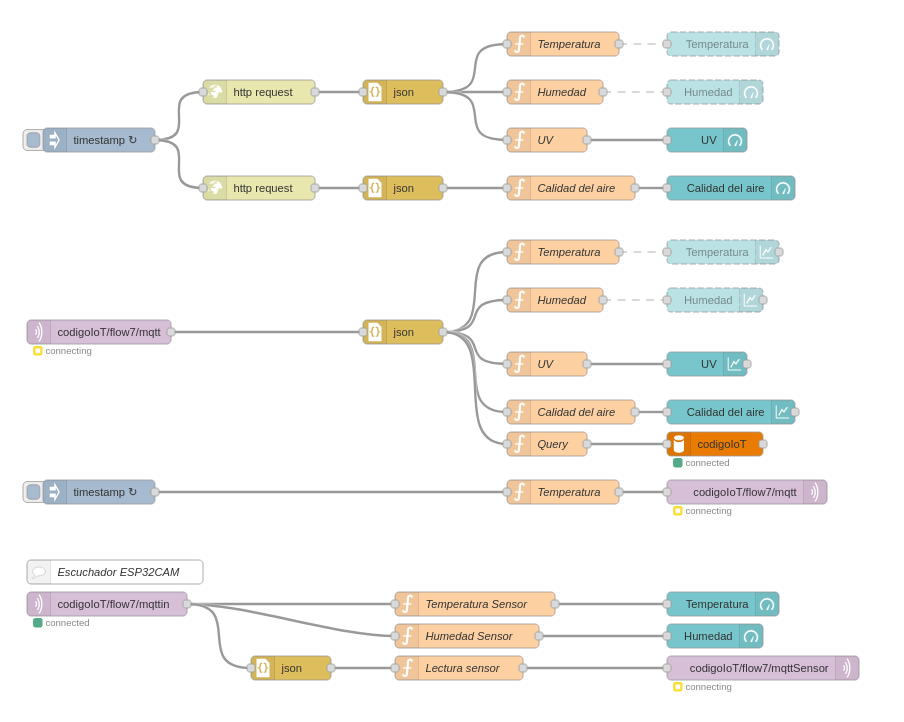 Temperatura
Temperatura
http request
json
Humedad
Humedad
timestamp ↻
UV
UV
http request
json
Calidad del aire
Calidad del aire
Temperatura
Temperatura
Humedad
Humedad
codigoIoT/flow7/mqtt
json
connecting
UV
UV
Calidad del aire
Calidad del aire
Query
codigoIoT
connected
timestamp ↻
Temperatura
codigoIoT/flow7/mqtt
connecting
Escuchador ESP32CAM
codigoIoT/flow7/mqttin
Temperatura Sensor
Temperatura
connected
Humedad Sensor
Humedad
json
Lectura sensor
codigoIoT/flow7/mqttSensor
connecting